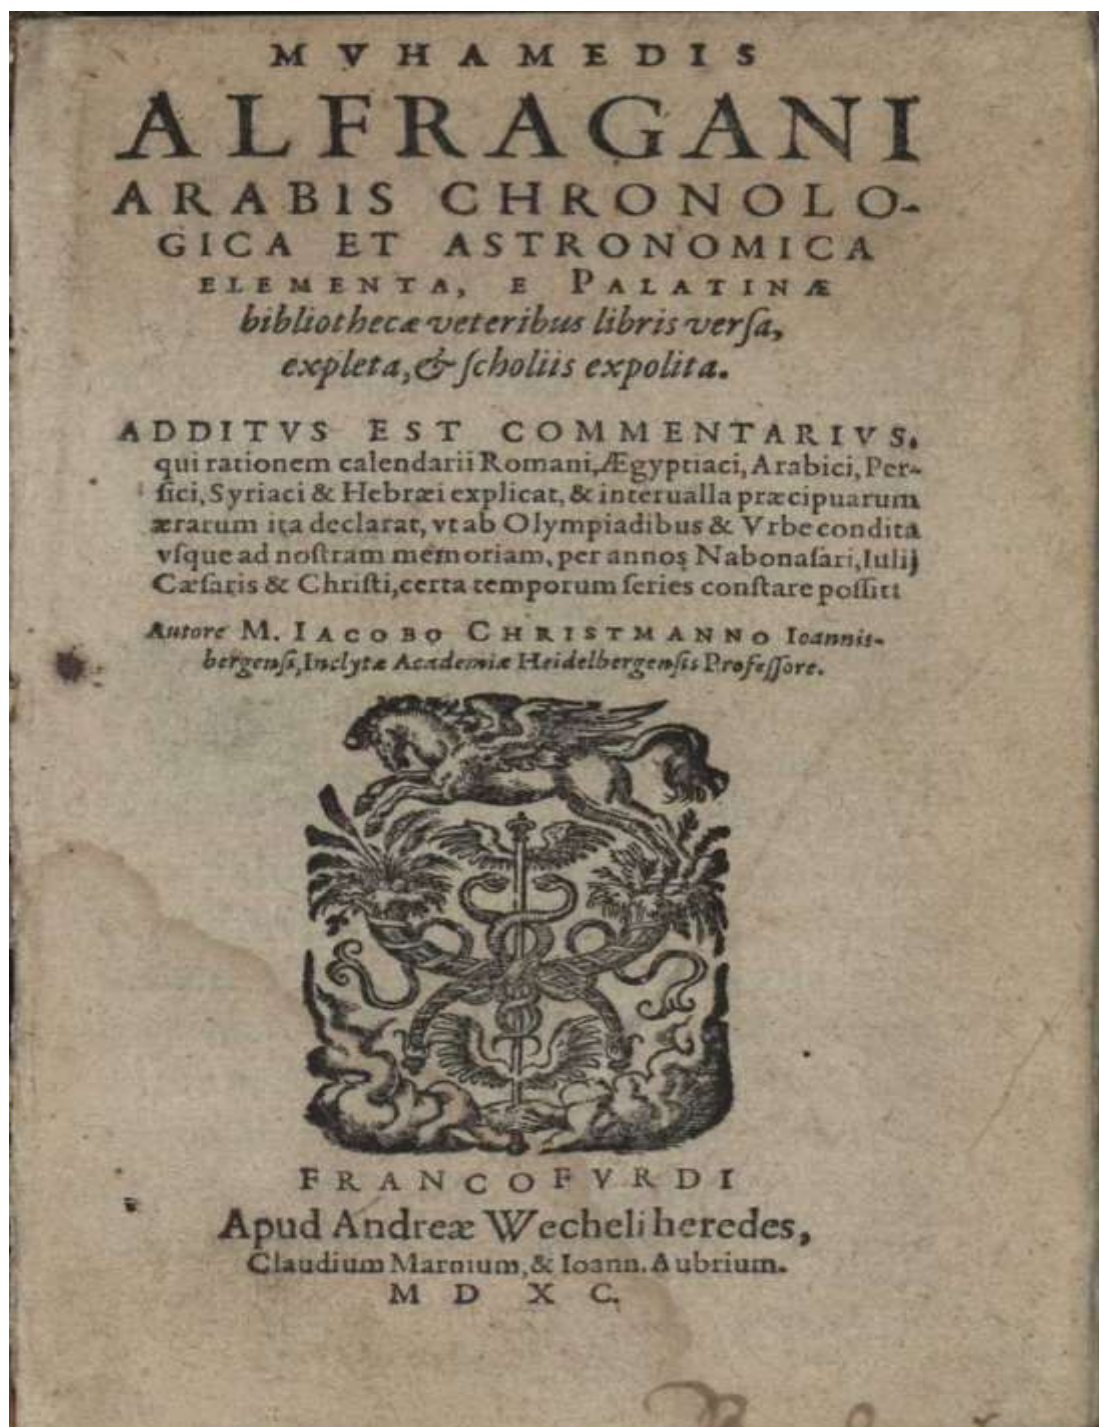 MVHAMEDIS
ALFRAGANI
ARABIS CHRONOLO-
GICA ET ASTRONOMICA
ELEMENTA, E PALATINÆ
bibliothecæ veteribus libris verſa,
expleta, & ſcholiis expolita.
ADDITVS EST COMMENTARIVS,
qui rationem calendarii Romani, Ægyptiaci, Arabici, Per-
ſici, Syriaci & Hebræi explicat, & interualla præcipuarum
ærarum ita declarat, vt ab Olympiadibus & Vrbe condita
vſque ad noſtram memoriam, per annos Nabonaſari, Iulij
Cæſaris & Chriſti, certa temporum ſeries conſtare poſſit:
Autore M. IACOBO CHRISTMANNO Ioannis-
bergenſi, Inclytæ Academiæ Heidelbergenſis Profeſſore.
FRANCOFVRDI
Apud Andreæ Wecheli heredes,
Claudium Marnium, & Ioann. Aubrium.
MDXC.